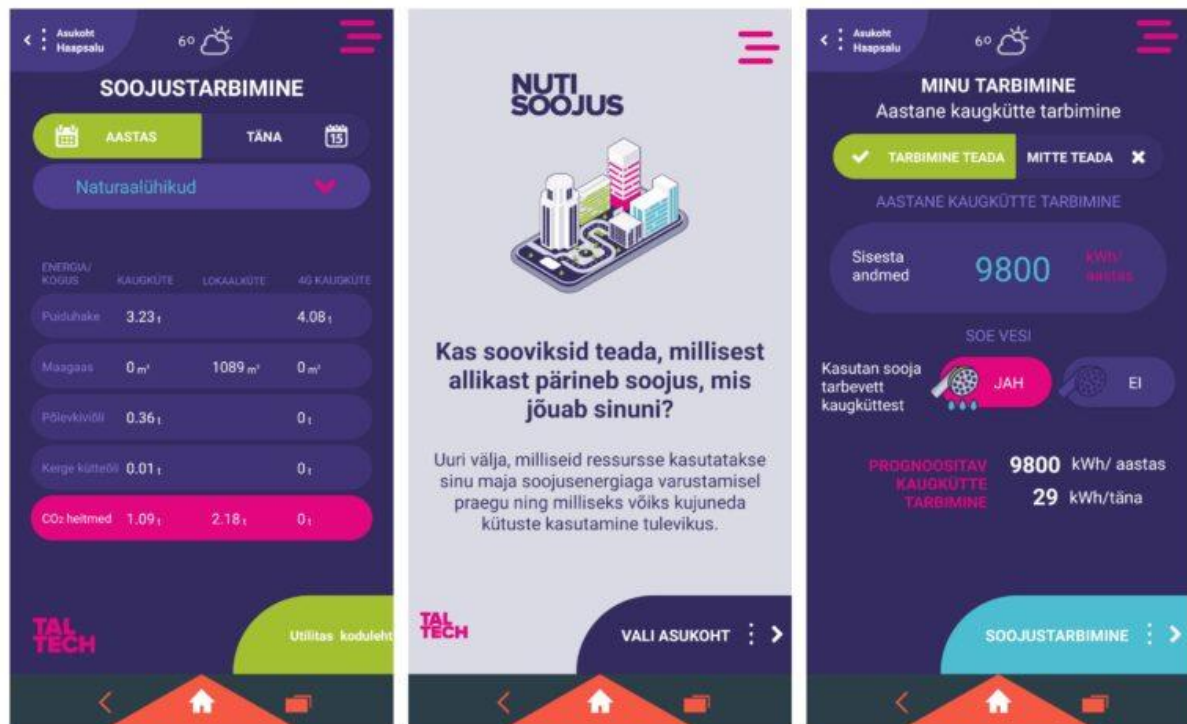 Asukoht
Haapsalu
6°
SOOJUSTARBIMINE
AASTAS
TÄNA
15
Naturaalühikud
ENERGIA/
KOGUS
KAUGKÜTE
LOKAALKÜTE
4G KAUGKÜTE
Puiduhake 3.23 t 4.08 t
Maagaas 0 m³ 1089 m³ 0 m³
Põlevkiviõli 0.36 t 0 t
Kerge kütteõli 0.01 t 0 t
CO2 heitmed 1.09 t 2.18 t 0 t
TAL
TECH
Utilitas koduleht
NUTI
SOOJUS
Kas sooviksid teada, millisest
allikast pärineb soojus, mis
jõuab sinuni?
Uuri välja, milliseid ressursse kasutatakse
sinu maja soojusenergiaga varustamisel
praegu ning milliseks võiks kujuneda
kütuste kasutamine tulevikus.
TAL
TECH
VALI ASUKOHT
Asukoht
Haapsalu
6°
MINU TARBIMINE
Aastane kaugkütte tarbimine
TARBIMINE TEADA
MITTE TEADA
AASTANE KAUGKÜTTE TARBIMINE
Sisesta
andmed
9800
kWh/
aastas
SOE VESI
Kasutan sooja
tarbevett
kaugküttest
JAH
EI
PROGNOOSITAV
KAUGKÜTTE
TARBIMINE
9800 kWh/ aastas
29 kWh/täna
SOOJUSTARBIMINE